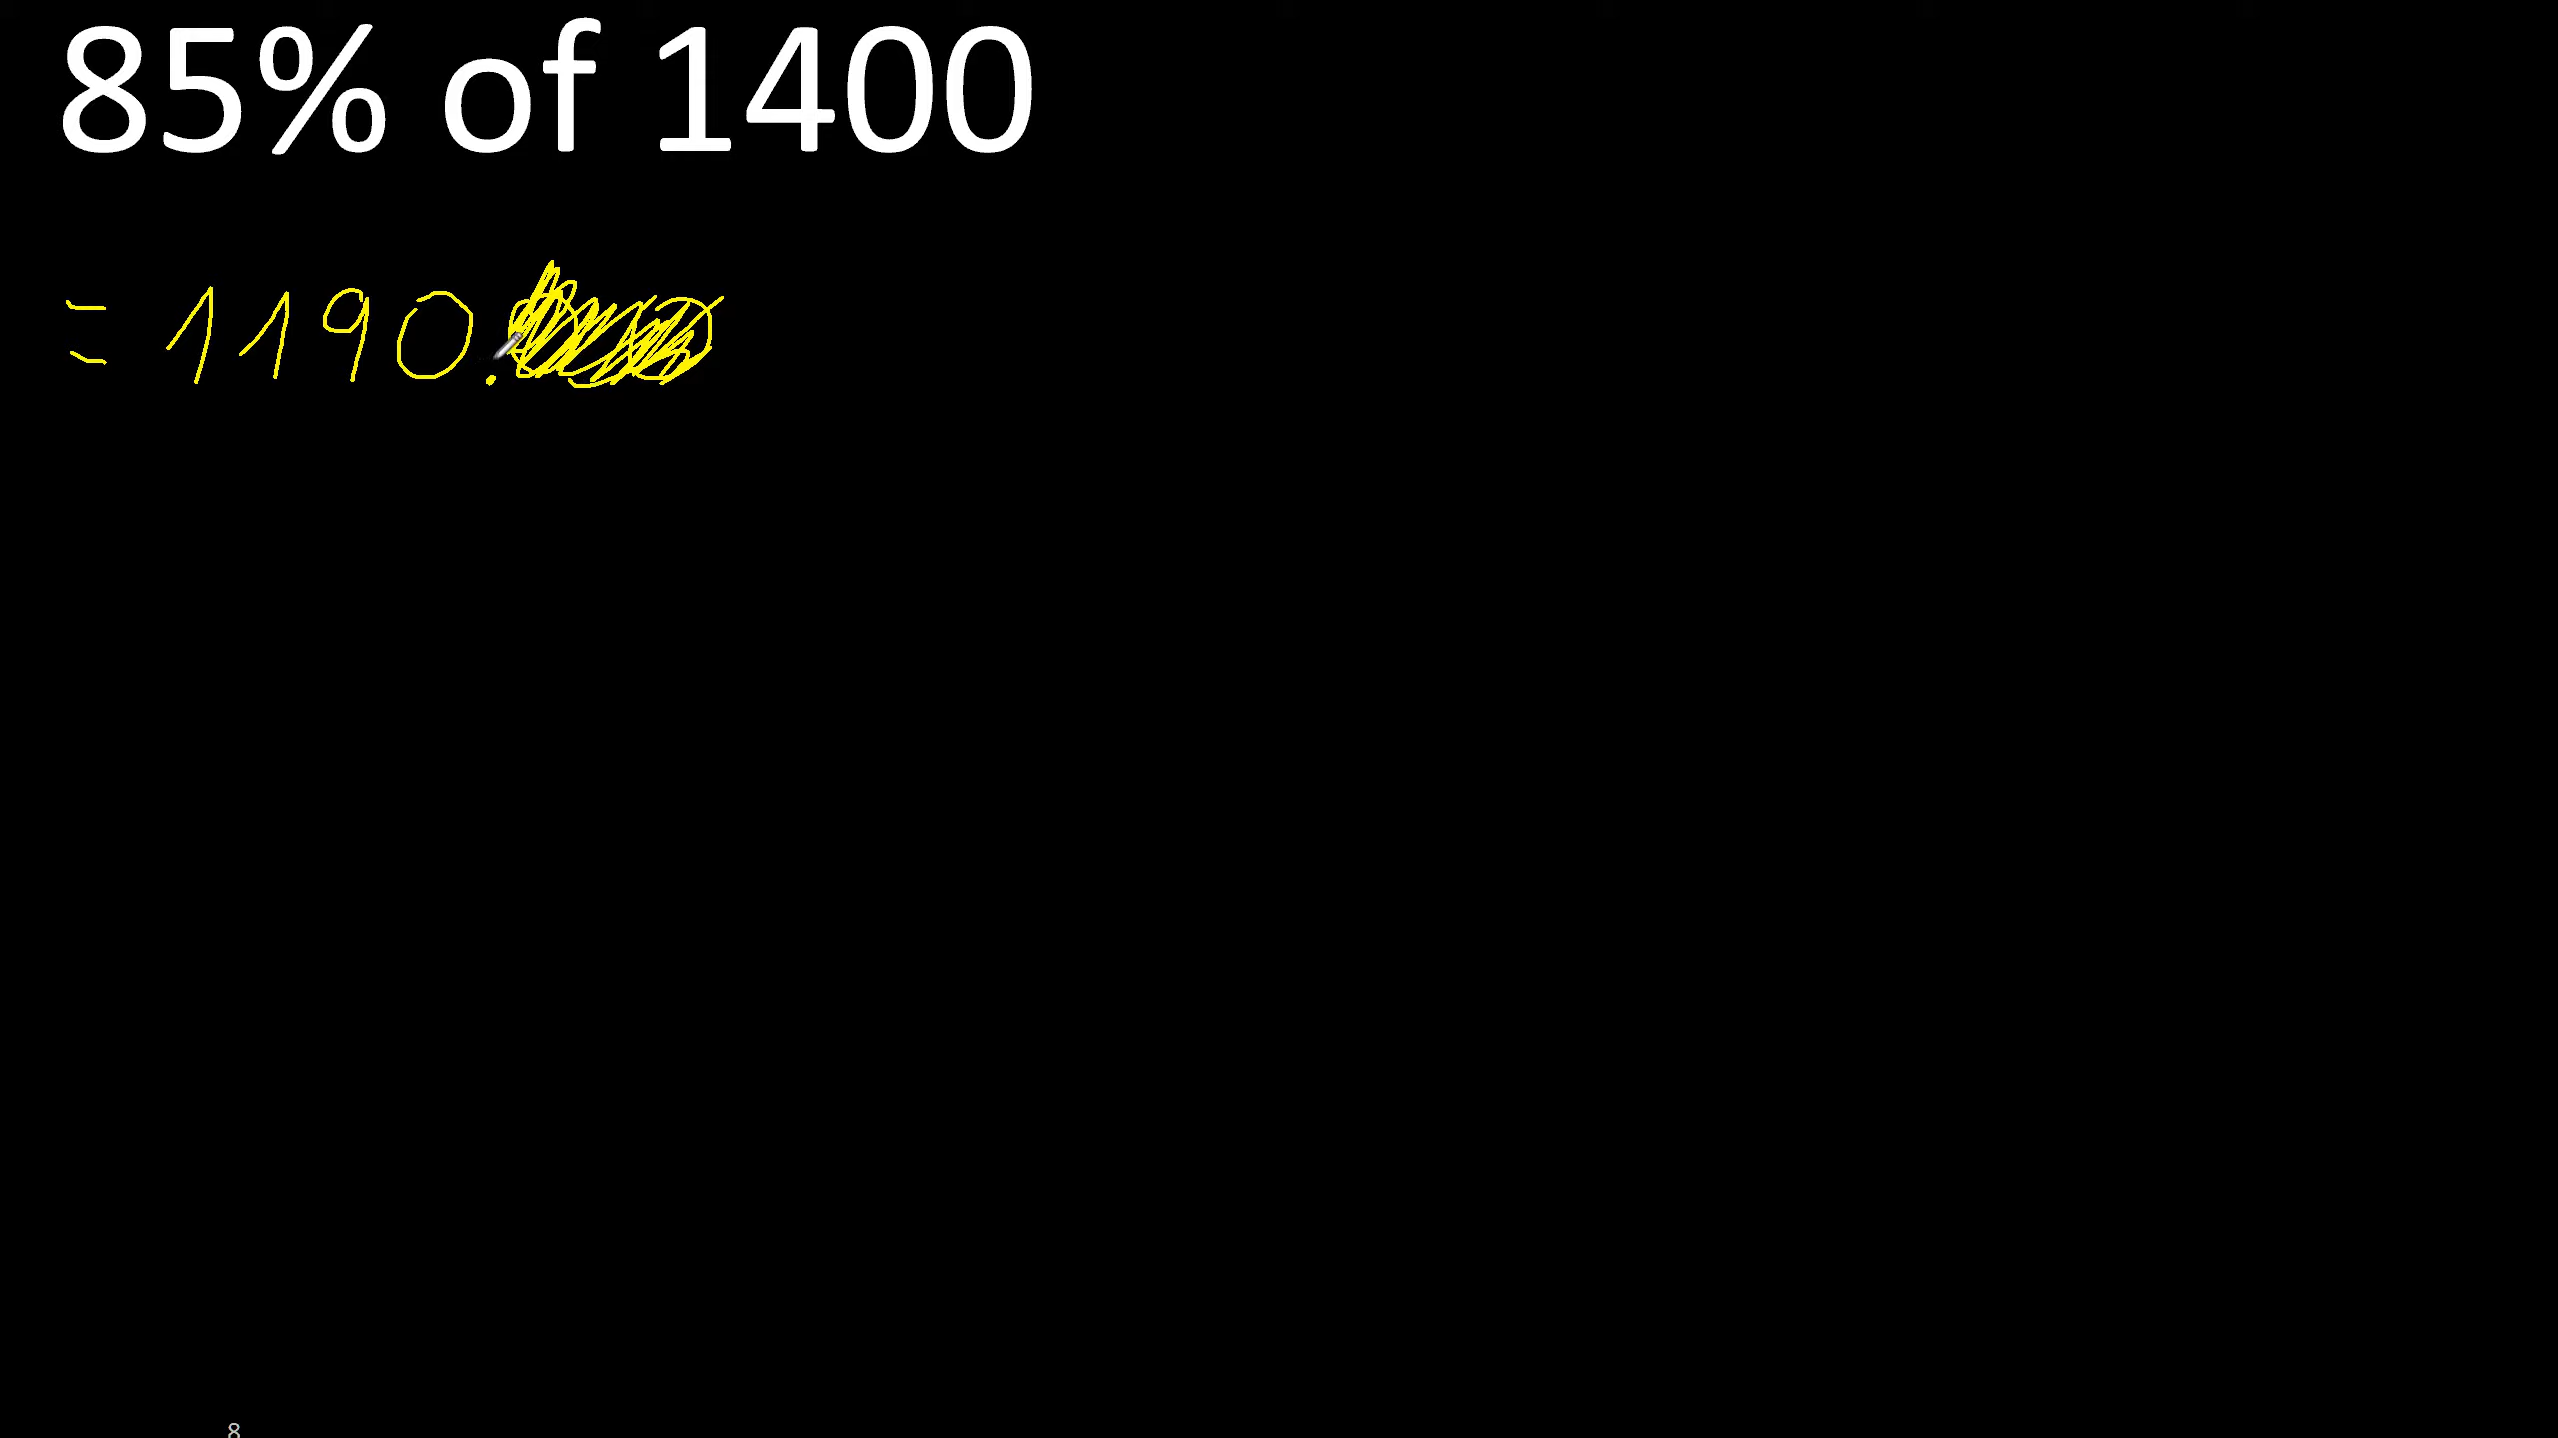 85% of 1400
= 1190.
8